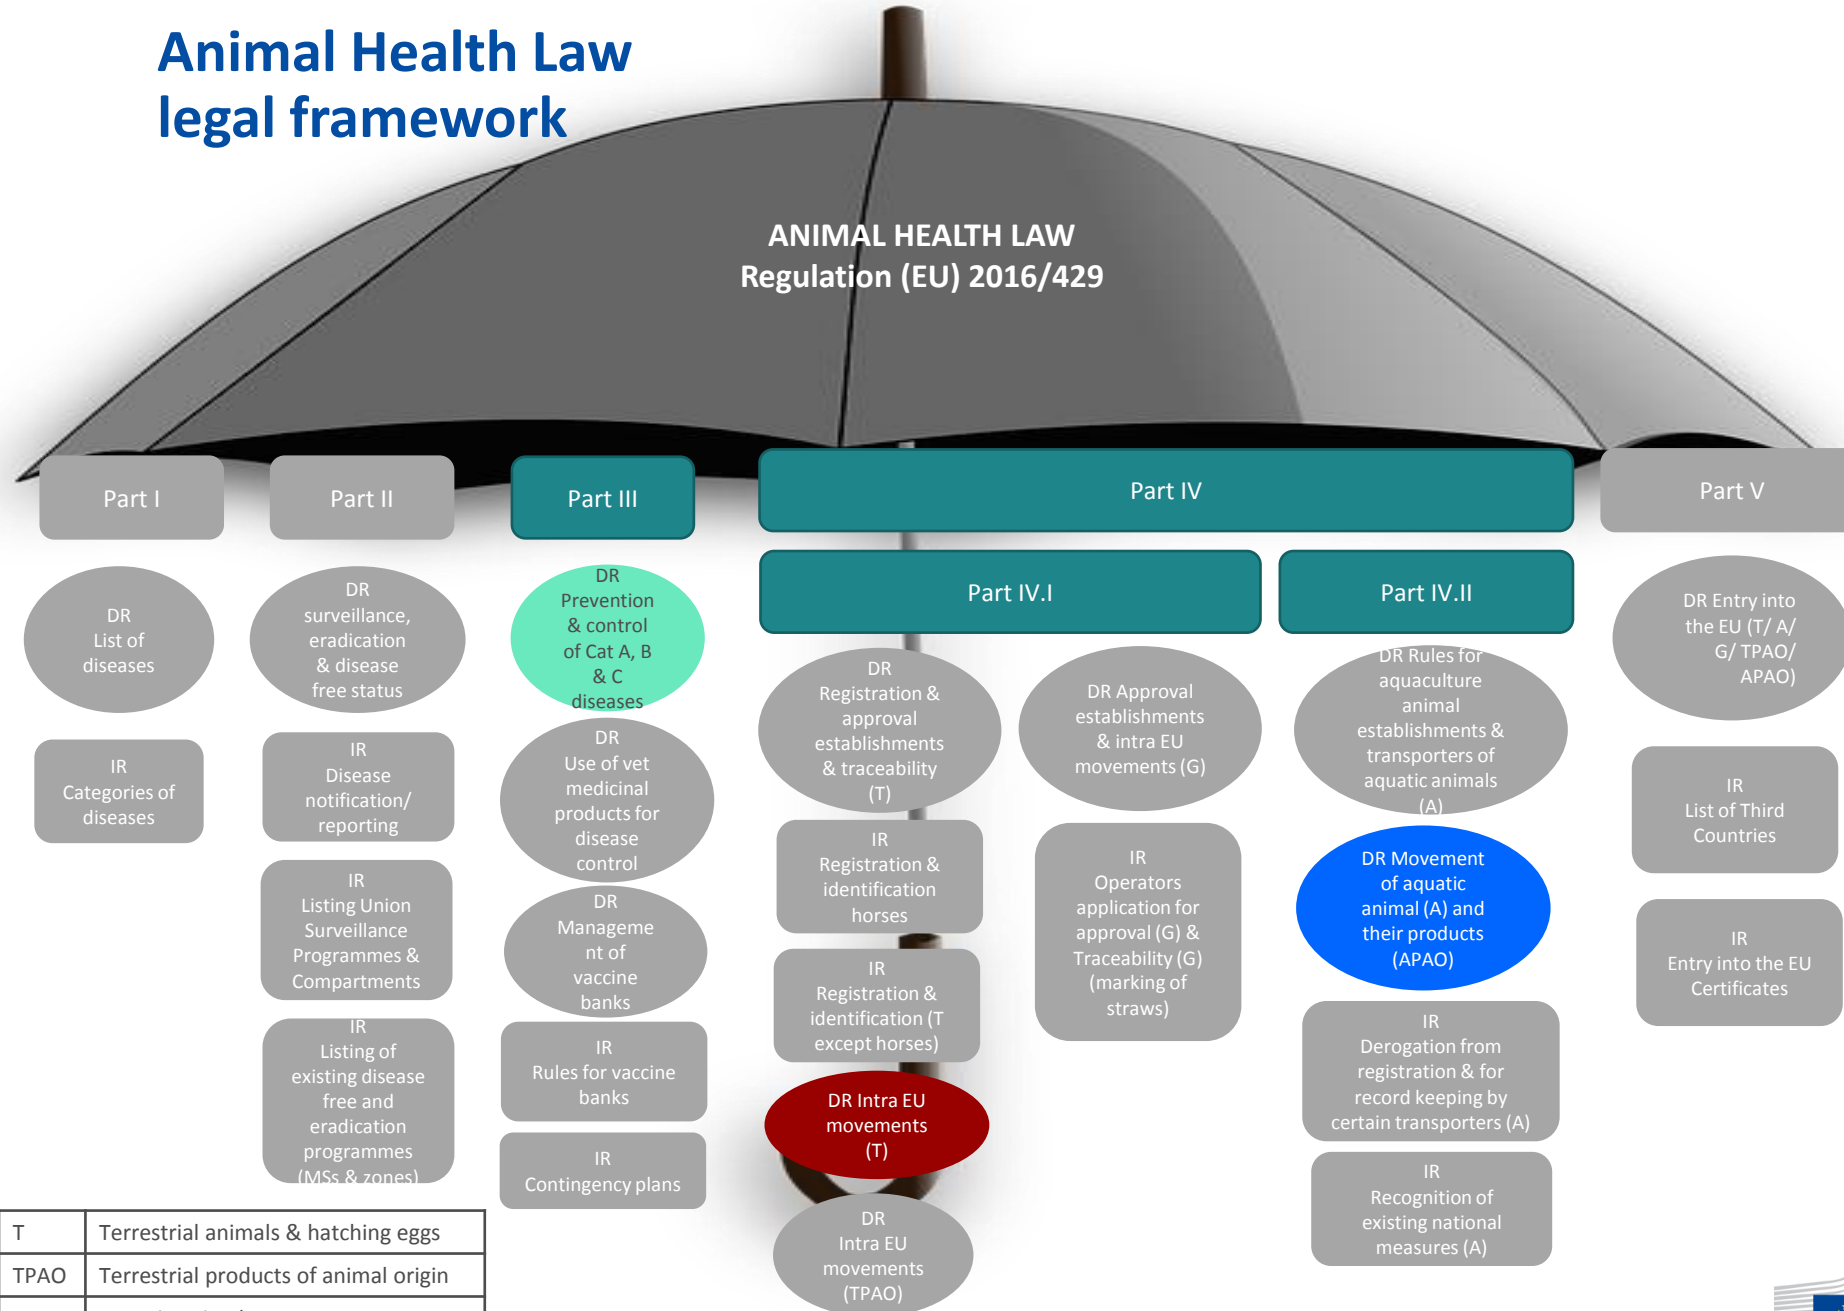 Animal Health Law
legal framework
ANIMAL HEALTH LAW
Regulation (EU) 2016/429
Part I
Part II
Part III
Part IV
Part V
Part IV.I
Part IV.II
DR
List of
diseases
IR
Categories of
diseases
DR
surveillance,
eradication
& disease
free status
IR
Disease
notification/
reporting
IR
Listing Union
Surveillance
Programmes &
Compartments
IR
Listing of
existing disease
free and
eradication
programmes
(MSs & zones)
DR
Prevention
& control
of Cat A, B
& C
diseases
DR
Use of vet
medicinal
products for
disease
control
DR
Manageme
nt of
vaccine
banks
IR
Rules for vaccine
banks
IR
Contingency plans
DR
Registration &
approval
establishments
& traceability
(T)
IR
Registration &
identification
horses
IR
Registration &
identification (T
except horses)
DR Intra EU
movements
(T)
DR
Intra EU
movements
(TPAO)
DR Approval
establishments
& intra EU
movements (G)
IR
Operators
application for
approval (G) &
Traceability (G)
(marking of
straws)
DR Rules for
aquaculture
animal
establishments &
transporters of
aquatic animals
(A)
DR Movement
of aquatic
animal (A) and
their products
(APAO)
IR
Derogation from
registration & for
record keeping by
certain transporters (A)
IR
Recognition of
existing national
measures (A)
DR Entry into
the EU (T/ A/
G/ TPAO/
APAO)
IR
List of Third
Countries
IR
Entry into the EU
Certificates
T Terrestrial animals & hatching eggs
TPAO Terrestrial products of animal origin